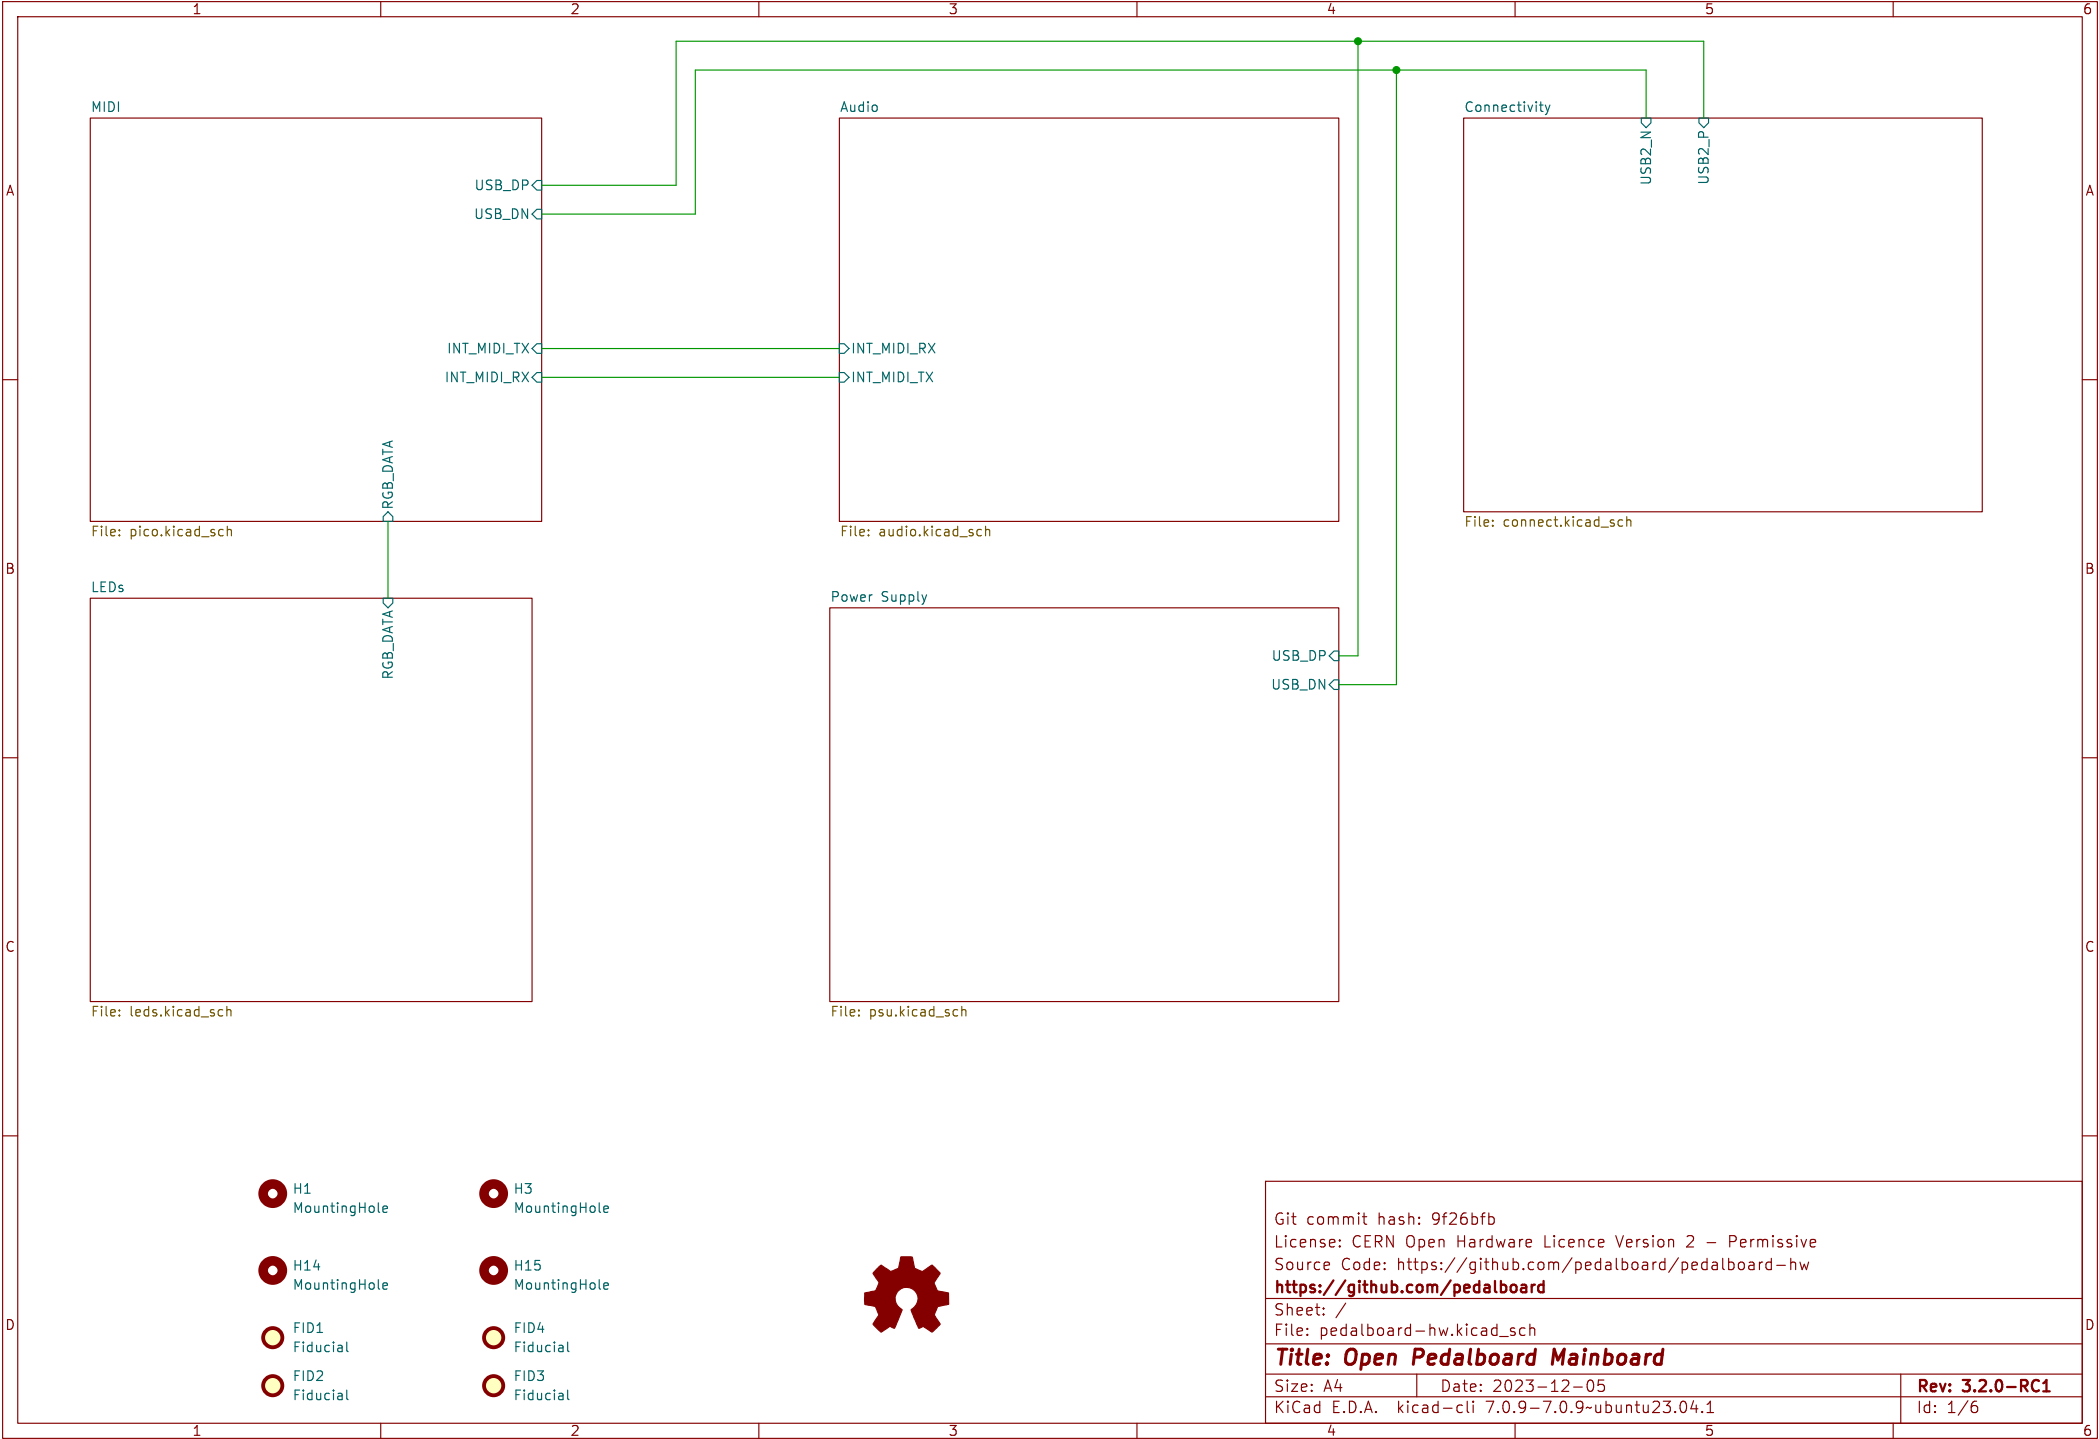 1 2 3 4 5 6
MIDI
Audio
Connectivity
USB_DP
USB_DN
USB2_N
USB2_P
A
A
INT_MIDI_TX
INT_MIDI_RX
INT_MIDI_RX
INT_MIDI_TX
RGB_DATA
File: pico.kicad_sch
File: audio.kicad_sch
File: connect.kicad_sch
B
B
LEDs
Power Supply
RGB_DATA
USB_DP
USB_DN
C
C
File: leds.kicad_sch
File: psu.kicad_sch
H1
MountingHole
H3
MountingHole
H14
MountingHole
H15
MountingHole
FID1
Fiducial
FID4
Fiducial
FID2
Fiducial
FID3
Fiducial
D
D
Git commit hash: 9f26bfb
License: CERN Open Hardware Licence Version 2 - Permissive
Source Code: https://github.com/pedalboard/pedalboard-hw
https://github.com/pedalboard
Sheet: /
File: pedalboard-hw.kicad_sch
Title: Open Pedalboard Mainboard
Size: A4
Date: 2023-12-05
Rev: 3.2.0-RC1
KiCad E.D.A. kicad-cli 7.0.9-7.0.9~ubuntu23.04.1
Id: 1/6
1 2 3 4 5 6